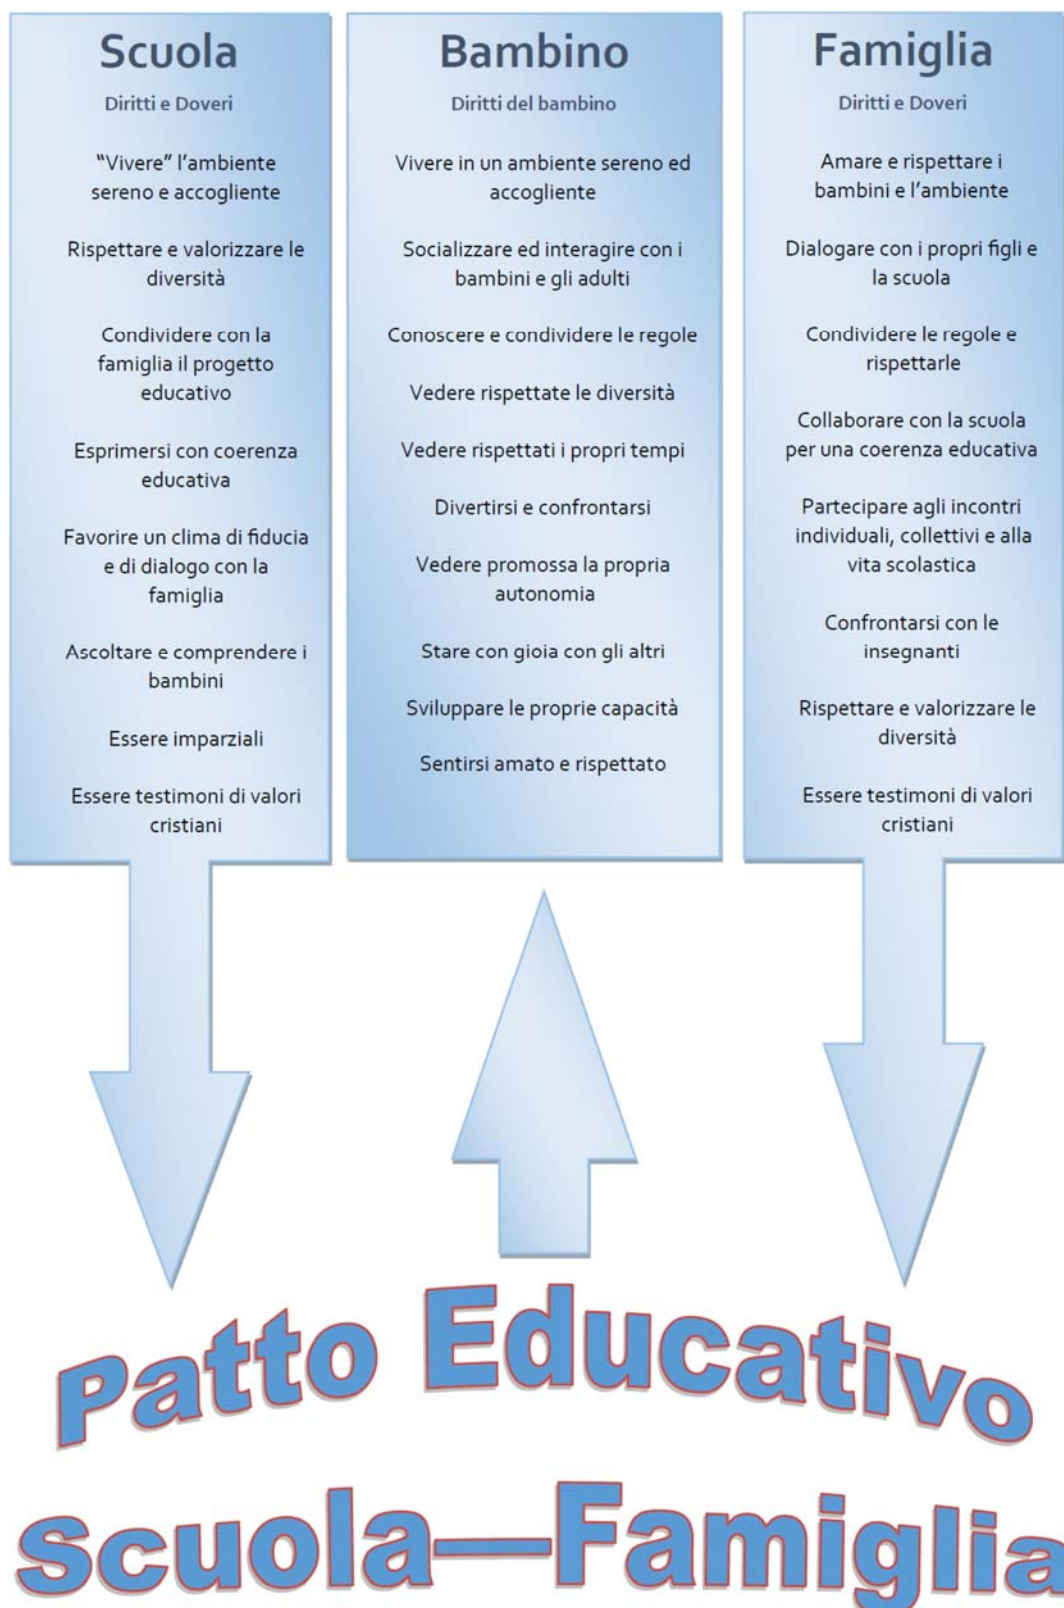 Scuola
Diritti e Doveri
“Vivere” l’ambiente
sereno e accogliente
Rispettare e valorizzare le
diversità
Condividere con la
famiglia il progetto
educativo
Esprimersi con coerenza
educativa
Favorire un clima di fiducia
e di dialogo con la
famiglia
Ascoltare e comprendere i
bambini
Essere imparziali
Essere testimoni di valori
cristiani
Bambino
Diritti del bambino
Vivere in un ambiente sereno ed
accogliente
Socializzare ed interagire con i
bambini e gli adulti
Conoscere e condividere le regole
Vedere rispettate le diversità
Vedere rispettati i propri tempi
Divertirsi e confrontarsi
Vedere promossa la propria
autonomia
Stare con gioia con gli altri
Sviluppare le proprie capacità
Sentirsi amato e rispettato
Famiglia
Diritti e Doveri
Amare e rispettare i
bambini e l’ambiente
Dialogare con i propri figli e
la scuola
Condividere le regole e
rispettarle
Collaborare con la scuola
per una coerenza educativa
Partecipare agli incontri
individuali, collettivi e alla
vita scolastica
Confrontarsi con le
insegnanti
Rispettare e valorizzare le
diversità
Essere testimoni di valori
cristiani
Patto Educativo
Scuola—Famiglia